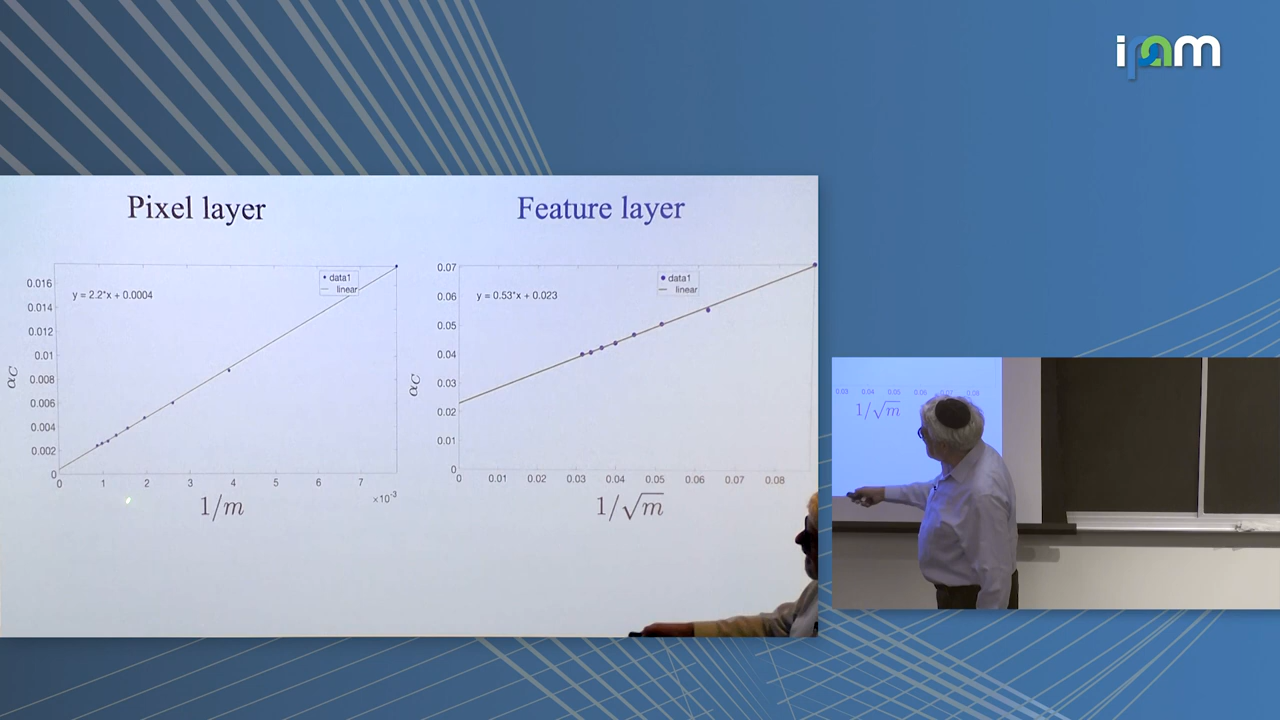 ipam
Pixel layer
Feature layer
data1
linear
y = 2.2*x + 0.0004
0.016
0.014
0.012
0.01
0.008
0.006
0.004
0.002
0
αC
0 1 2 3 4 5 6 7
×10⁻³
1/m
data1
linear
y = 0.53*x + 0.023
0.07
0.06
0.05
0.04
0.03
0.02
0.01
0
αC
0 0.01 0.02 0.03 0.04 0.05 0.06 0.07 0.08
1/√m
0.03 0.04 0.05 0.06
1/√m